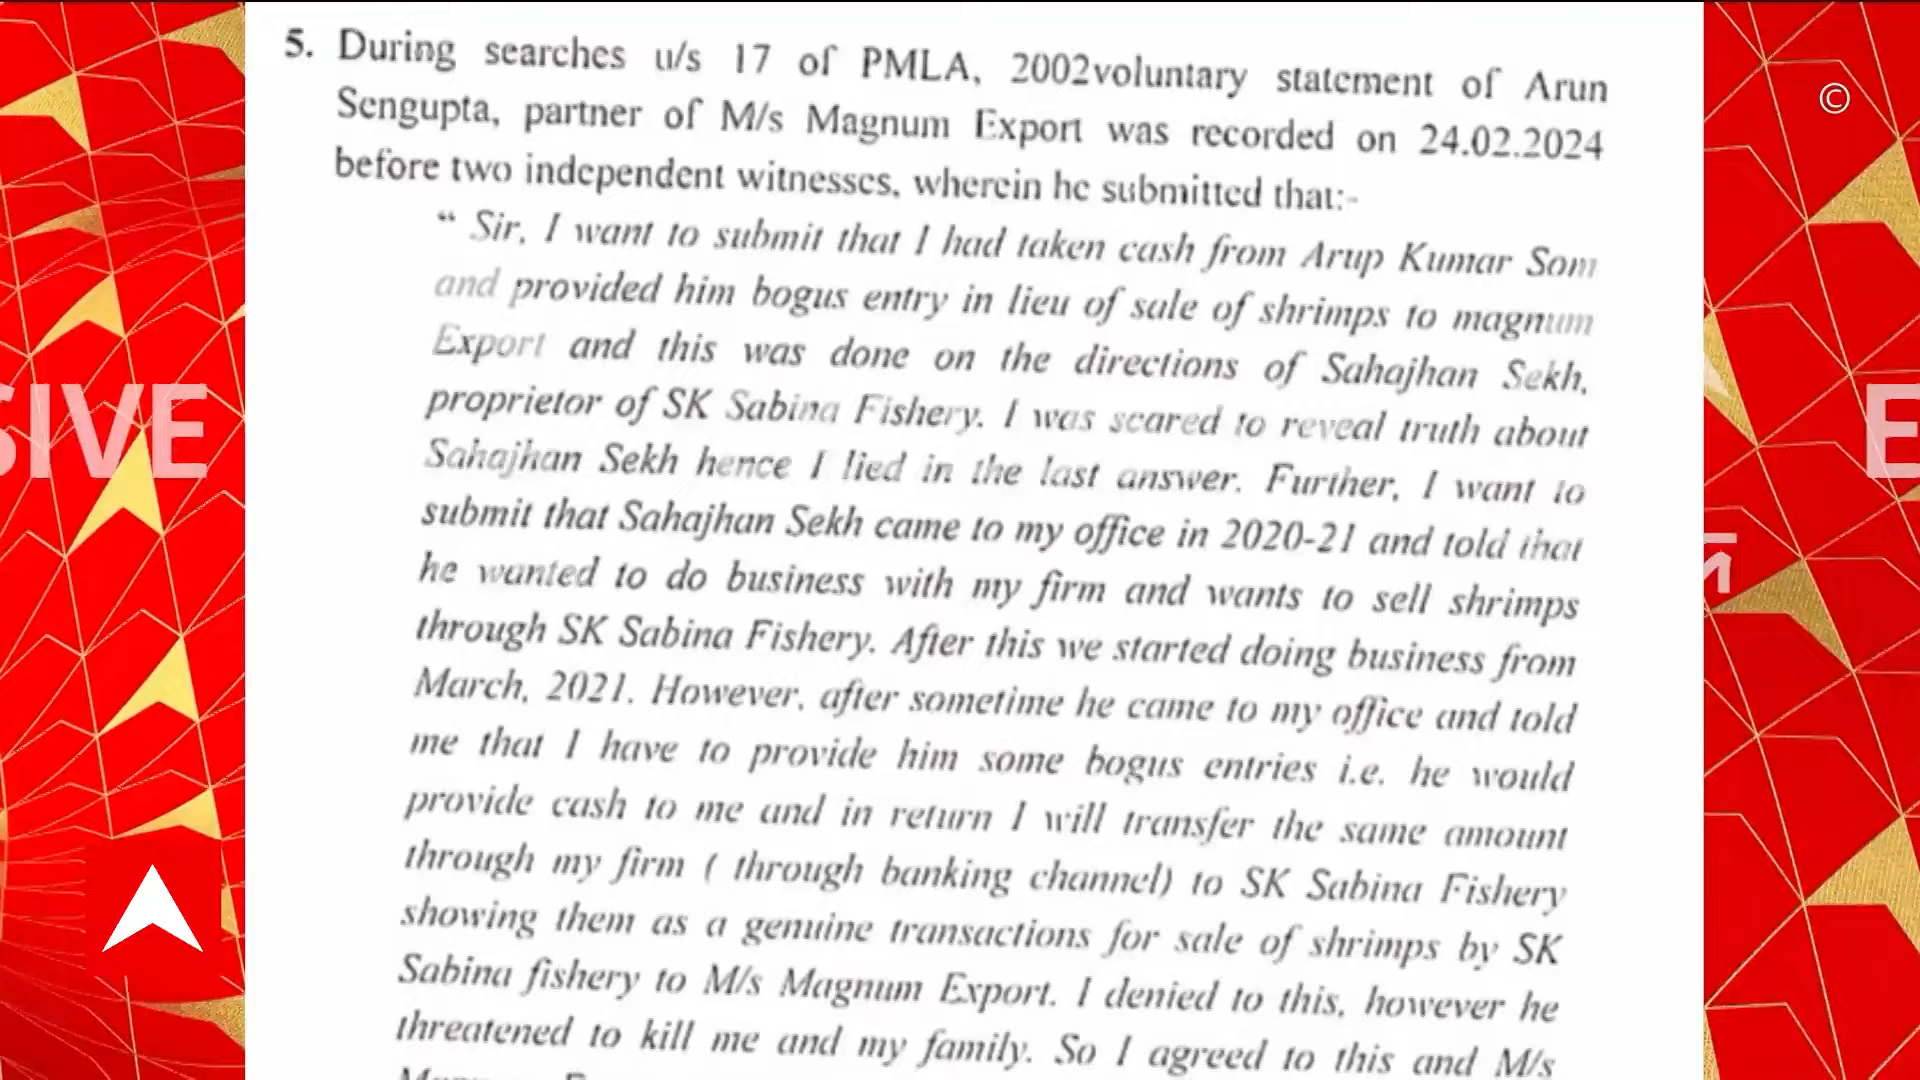 5. During searches u/s 17 of PMLA, 2002voluntary statement of Arun
Sengupta, partner of M/s Magnum Export was recorded on 24.02.2024
before two independent witnesses, wherein he submitted that:-
“ Sir, I want to submit that I had taken cash from Arup Kumar Som
and provided him bogus entry in lieu of sale of shrimps to magnum
Export and this was done on the directions of Sahajhan Sekh,
proprietor of SK Sabina Fishery. I was scared to reveal truth about
Sahajhan Sekh hence I lied in the last answer. Further, I want to
submit that Sahajhan Sekh came to my office in 2020-21 and told that
he wanted to do business with my firm and wants to sell shrimps
through SK Sabina Fishery. After this we started doing business from
March, 2021. However, after sometime he came to my office and told
me that I have to provide him some bogus entries i.e. he would
provide cash to me and in return I will transfer the same amount
through my firm ( through banking channel) to SK Sabina Fishery
showing them as a genuine transactions for sale of shrimps by SK
Sabina fishery to M/s Magnum Export. I denied to this, however he
threatened to kill me and my family. So I agreed to this and M/s
SIVE
E
©